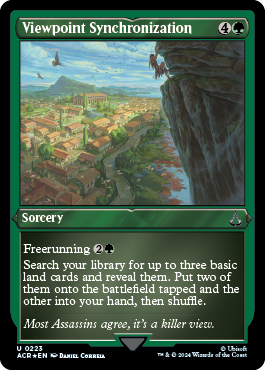 Viewpoint Synchronization 4
Sorcery
Freerunning 2
Search your library for up to three basic
land cards and reveal them. Put two of
them onto the battlefield tapped and the
other into your hand, then shuffle.
Most Assassins agree, it's a killer view.
U 0223 © Ubisoft
ACR★EN Daniel Correia ™ & © 2024 Wizards of the Coast